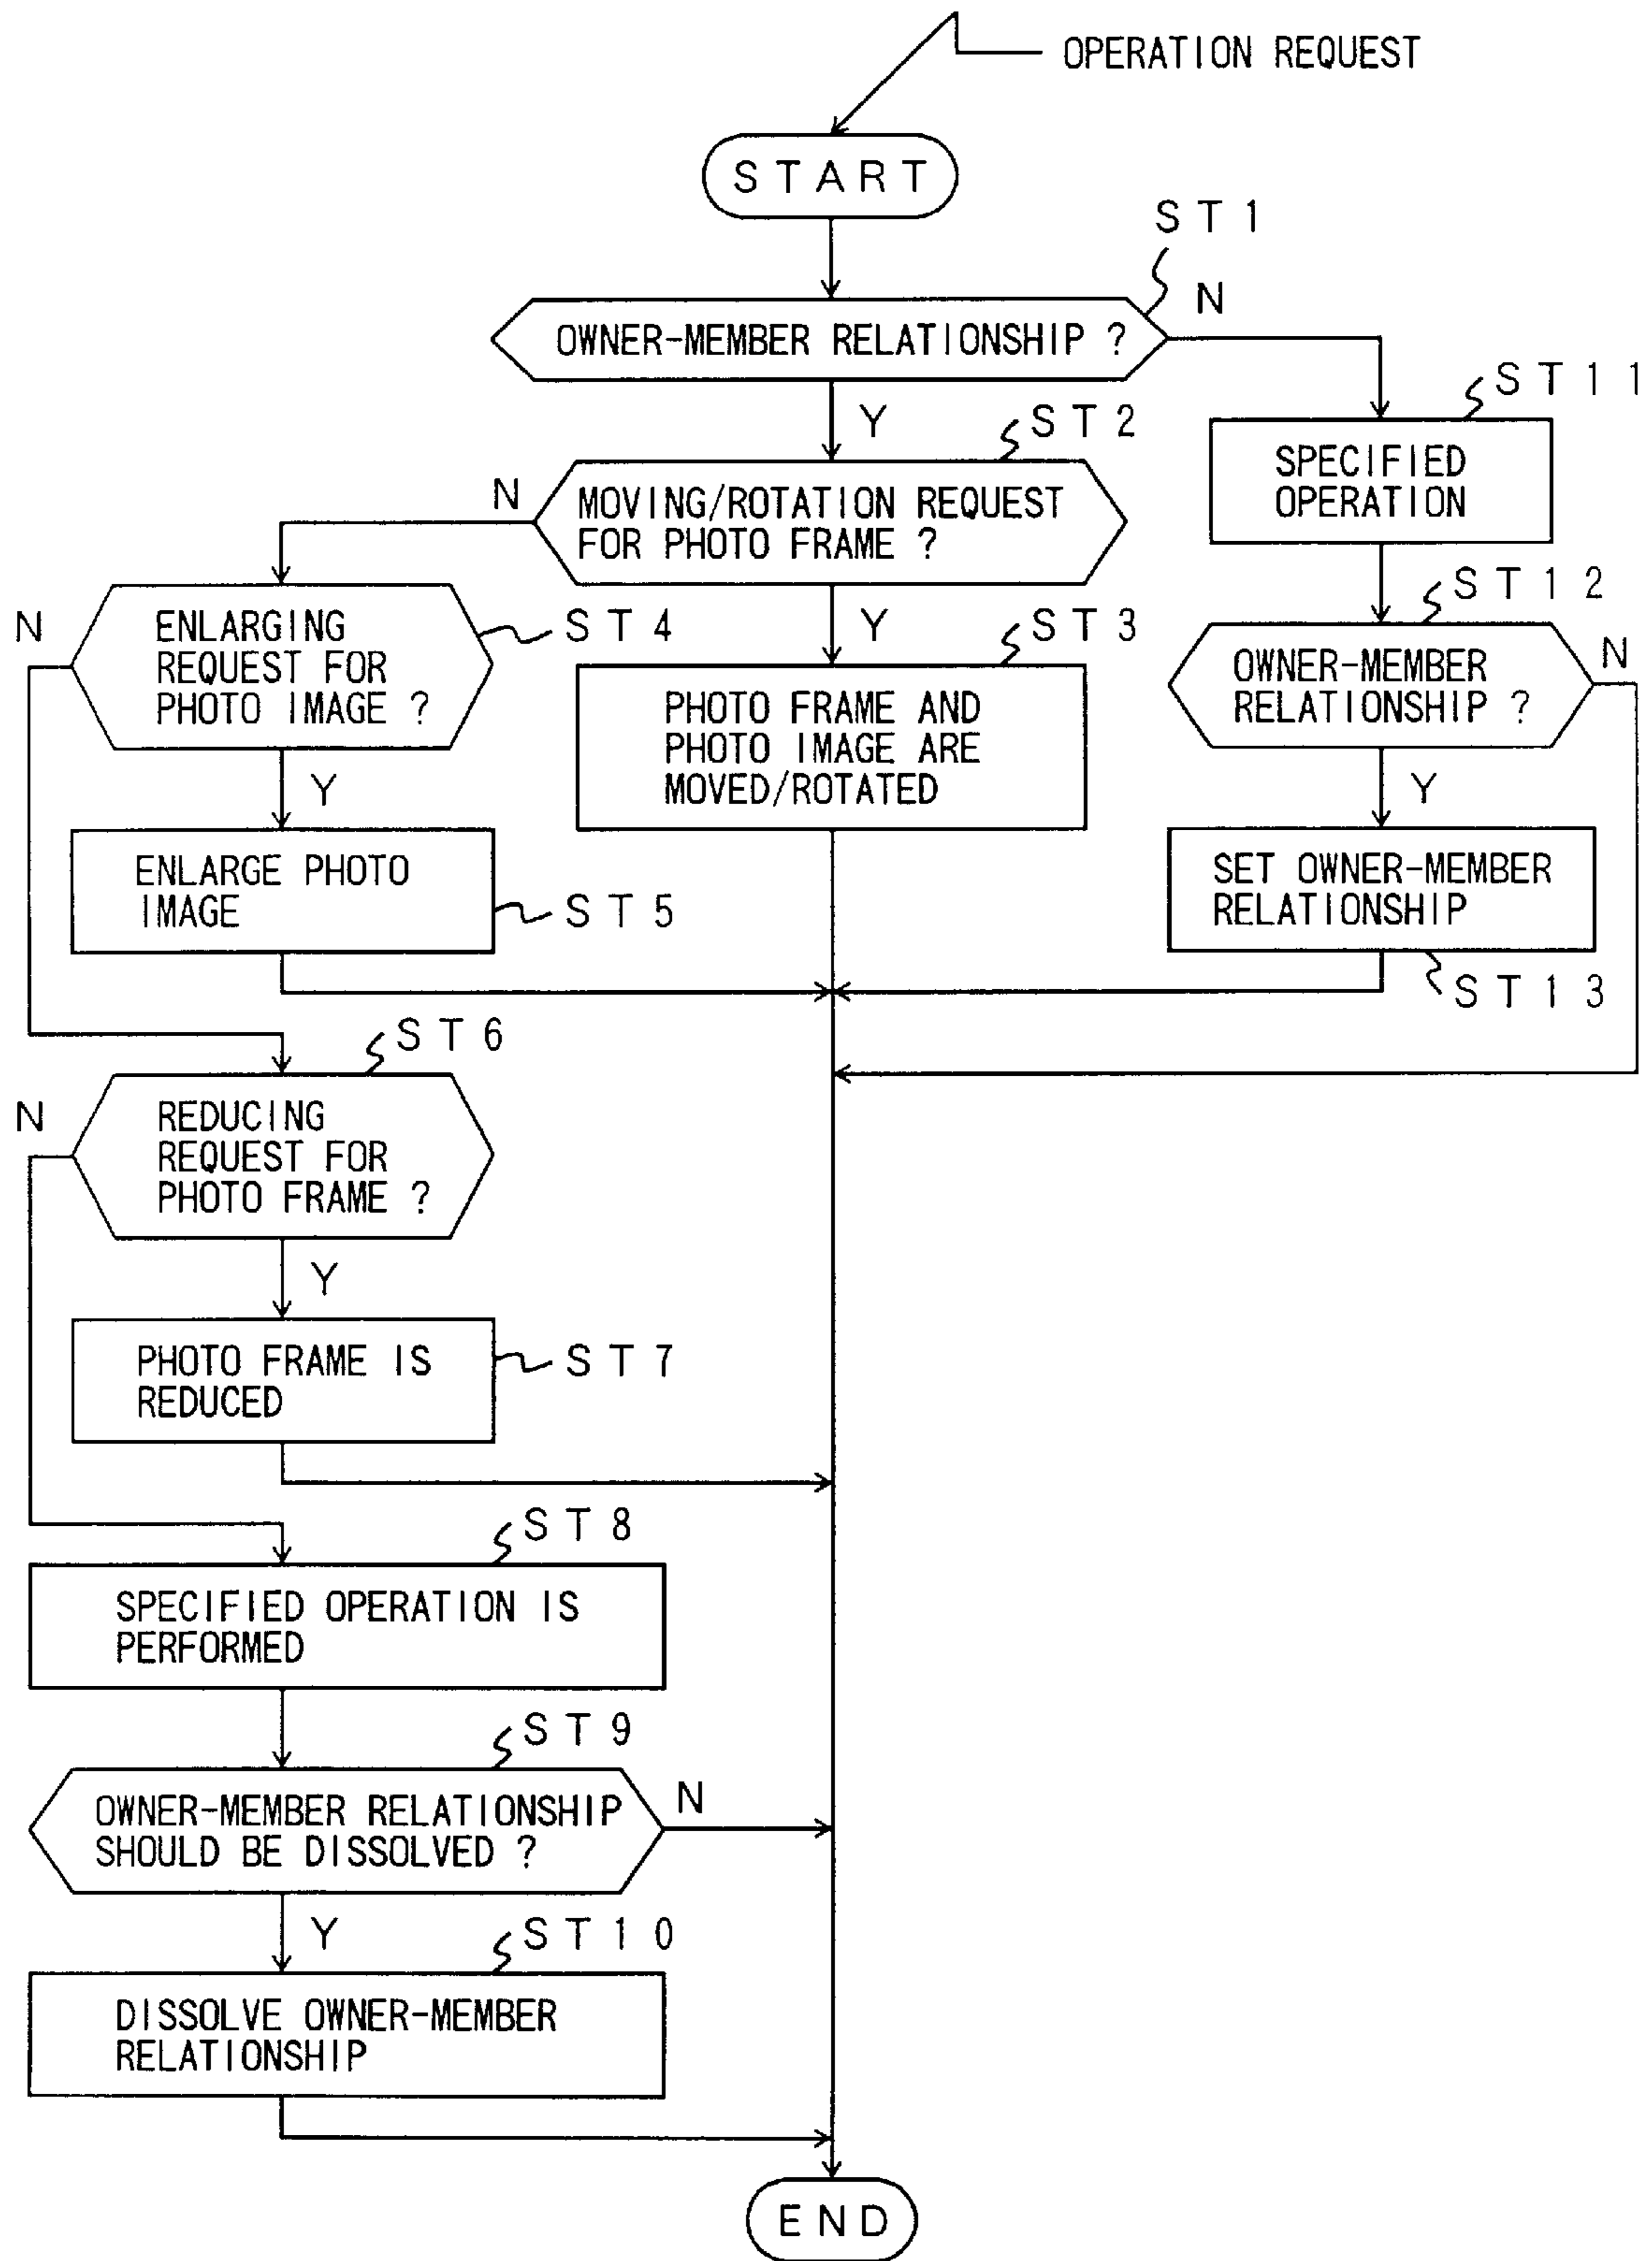 OPERATION REQUEST
START
ST1
OWNER-MEMBER RELATIONSHIP ?
N
Y
ST11
SPECIFIED
OPERATION
ST2
MOVING/ROTATION REQUEST
FOR PHOTO FRAME ?
N
Y
ST12
OWNER-MEMBER
RELATIONSHIP ?
N
Y
ENLARGING
REQUEST FOR
PHOTO IMAGE ?
ST4
N
Y
ST3
PHOTO FRAME AND
PHOTO IMAGE ARE
MOVED/ROTATED
SET OWNER-MEMBER
RELATIONSHIP
ST13
ENLARGE PHOTO
IMAGE
ST5
ST6
REDUCING
REQUEST FOR
PHOTO FRAME ?
N
Y
PHOTO FRAME IS
REDUCED
ST7
ST8
SPECIFIED OPERATION IS
PERFORMED
ST9
OWNER-MEMBER RELATIONSHIP
SHOULD BE DISSOLVED ?
N
Y
ST10
DISSOLVE OWNER-MEMBER
RELATIONSHIP
END